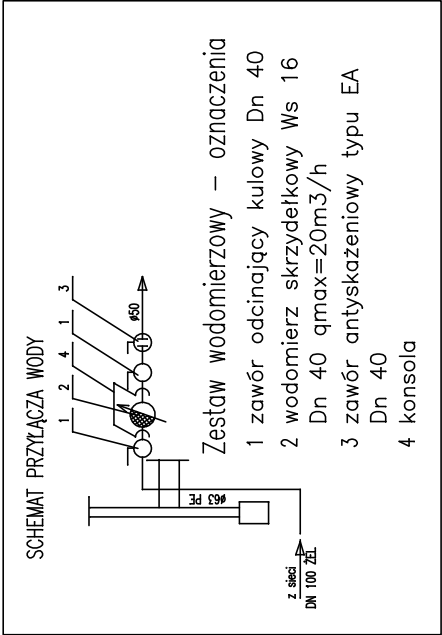 SCHEMAT PRZYŁĄCZA WODY
1 2 4 1 3
ø50
ø63 PE
z sieci
DN 100 ŻEL
Zestaw wodomierzowy – oznaczenia
1 zawór odcinający kulowy Dn 40
2 wodomierz skrzydełkowy Ws 16
Dn 40 qmax=20m3/h
3 zawór antyskażeniowy typu EA
Dn 40
4 konsola